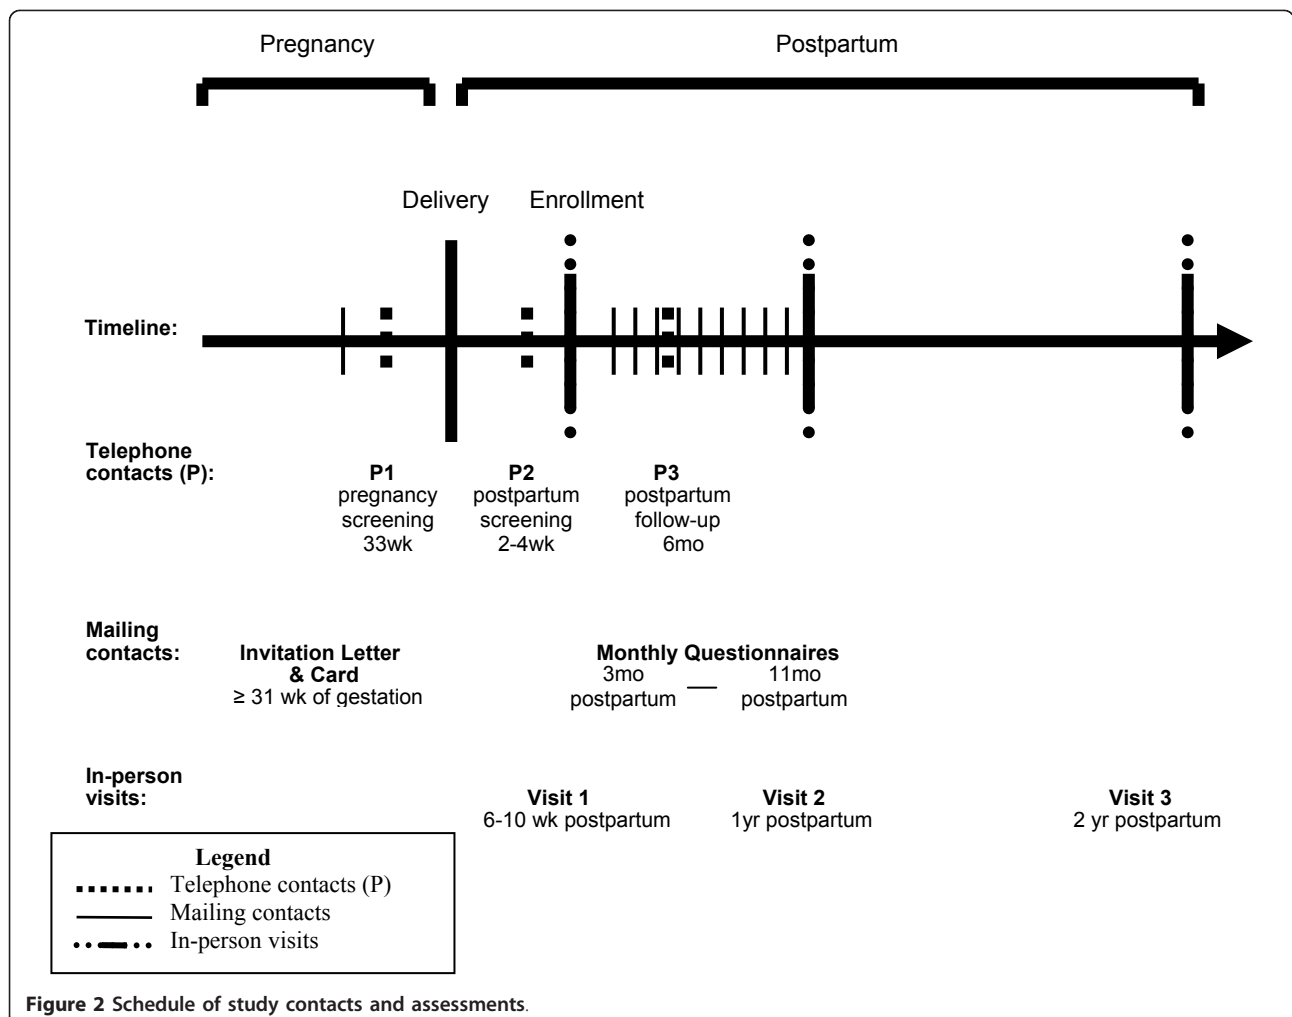 Pregnancy
Postpartum
Delivery
Enrollment
Timeline:
Telephone
contacts (P):
P1
pregnancy
screening
33wk
P2
postpartum
screening
2-4wk
P3
postpartum
follow-up
6mo
Mailing
contacts:
Invitation Letter
& Card
≥ 31 wk of gestation
Monthly Questionnaires
3mo
postpartum
—
11mo
postpartum
In-person
visits:
Visit 1
6-10 wk postpartum
Visit 2
1yr postpartum
Visit 3
2 yr postpartum
Legend
Telephone contacts (P)
Mailing contacts
In-person visits
Figure 2 Schedule of study contacts and assessments.